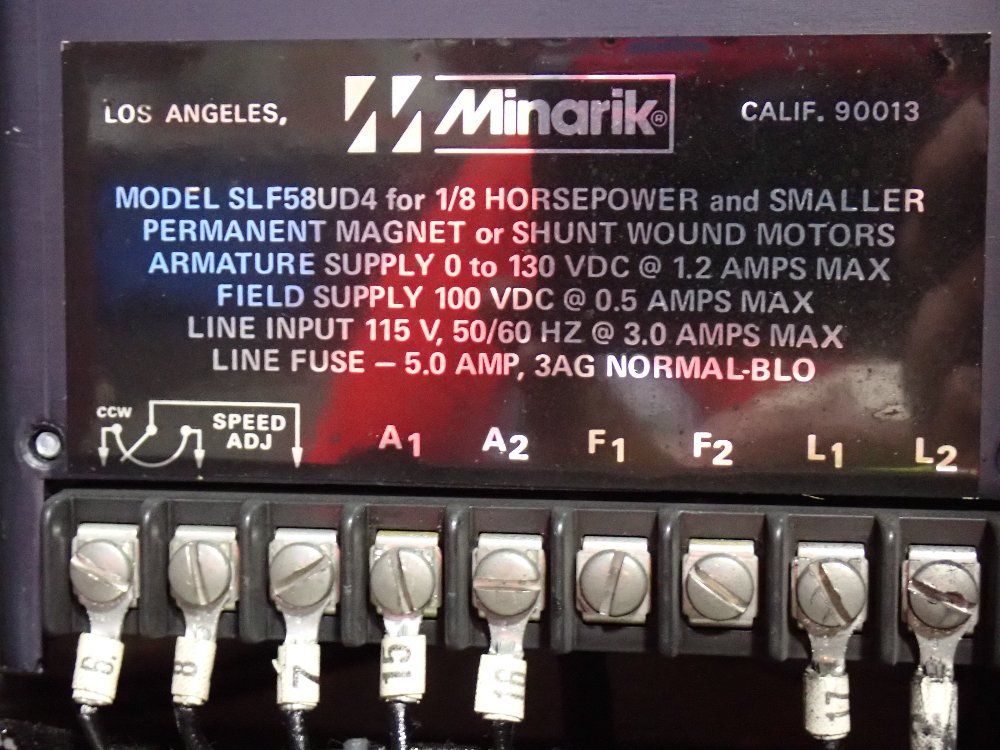 LOS ANGELES, Minarik® CALIF. 90013
MODEL SLF58UD4 for 1/8 HORSEPOWER and SMALLER
PERMANENT MAGNET or SHUNT WOUND MOTORS
ARMATURE SUPPLY 0 to 130 VDC @ 1.2 AMPS MAX
FIELD SUPPLY 100 VDC @ 0.5 AMPS MAX
LINE INPUT 115 V, 50/60 HZ @ 3.0 AMPS MAX
LINE FUSE – 5.0 AMP, 3AG NORMAL-BLO
CCW SPEED
ADJ A1 A2 F1 F2 L1 L2
6. 8 7 15 16 17